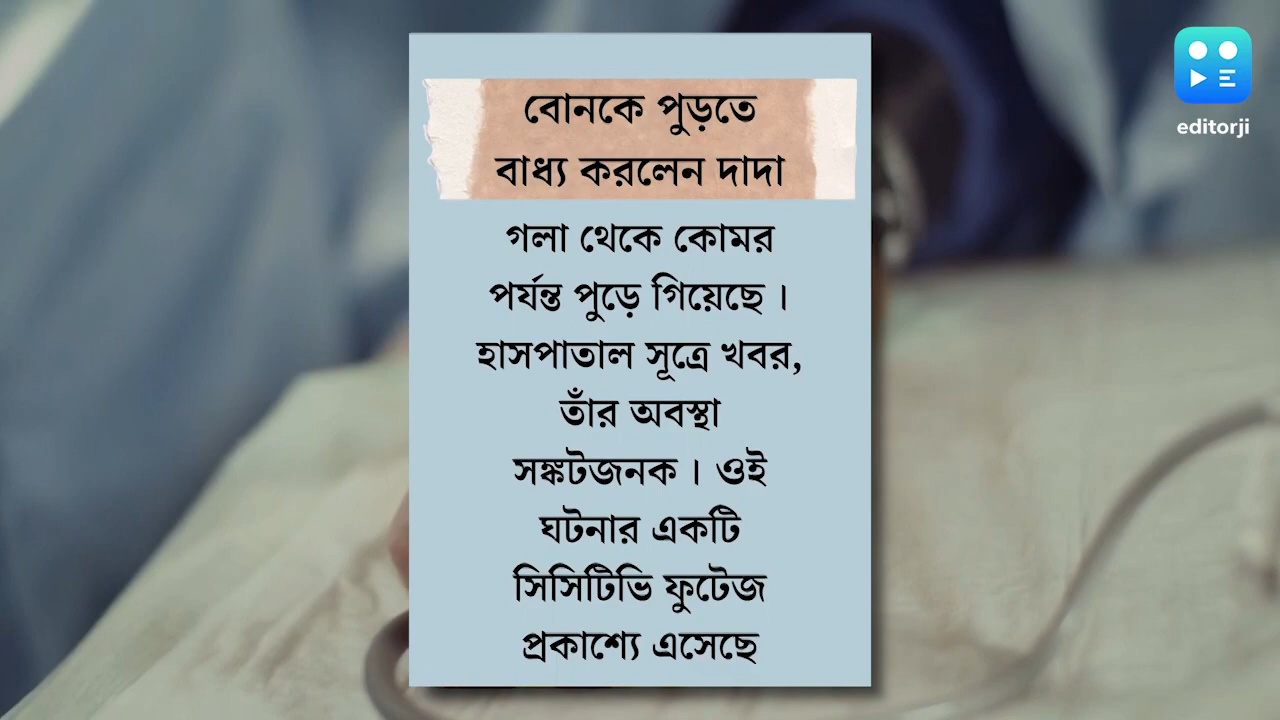 বোনকে পুড়তে
বাধ্য করলেন দাদা
গলা থেকে কোমর
পর্যন্ত পুড়ে গিয়েছে।
হাসপাতাল সূত্রে খবর,
তাঁর অবস্থা
সঙ্কটজনক। ওই
ঘটনার একটি
সিসিটিভি ফুটেজ
প্রকাশ্যে এসেছে
editorji